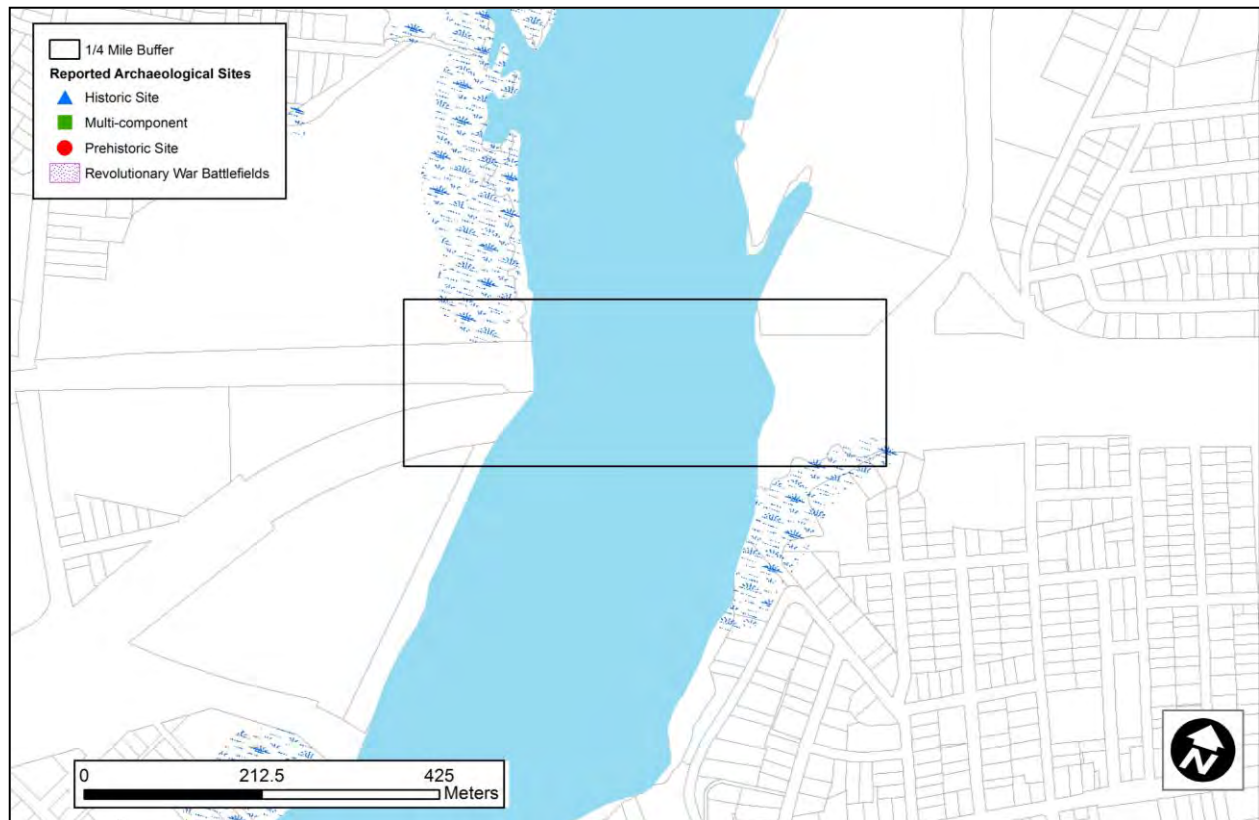 1/4 Mile Buffer
Reported Archaeological Sites
Historic Site
Multi-component
Prehistoric Site
Revolutionary War Battlefields
0 212.5 425
Meters
N